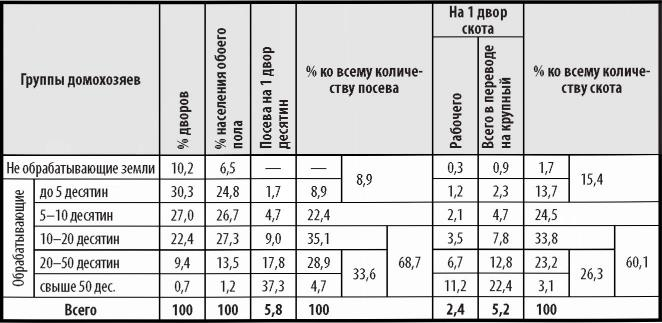 Группы домохозяев
% дворов
% населения обоего
пола
Посева на 1 двор
десятин
% ко всему количе-
ству посева
На 1 двор
скота
Рабочего
Всего в переводе
на крупный
% ко всему количе-
ству скота
Не обрабатывающие земли 10,2 6,5 — — 8,9 0,3 0,9 1,7 15,4
Обрабатывающие
до 5 десятин 30,3 24,8 1,7 8,9 1,2 2,3 13,7
5–10 десятин 27,0 26,7 4,7 22,4 2,1 4,7 24,5
10–20 десятин 22,4 27,3 9,0 35,1 68,7 3,5 7,8 33,8 60,1
20–50 десятин 9,4 13,5 17,8 28,9 33,6 6,7 12,8 23,2 26,3
свыше 50 дес. 0,7 1,2 37,3 4,7 11,2 22,4 3,1
Всего 100 100 5,8 100 2,4 5,2 100